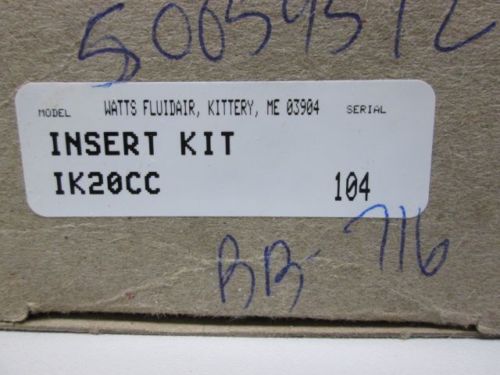 50059512
MODEL WATTS FLUIDAIR, KITTERY, ME 03904 SERIAL
INSERT KIT
IK20CC 104
BB-716